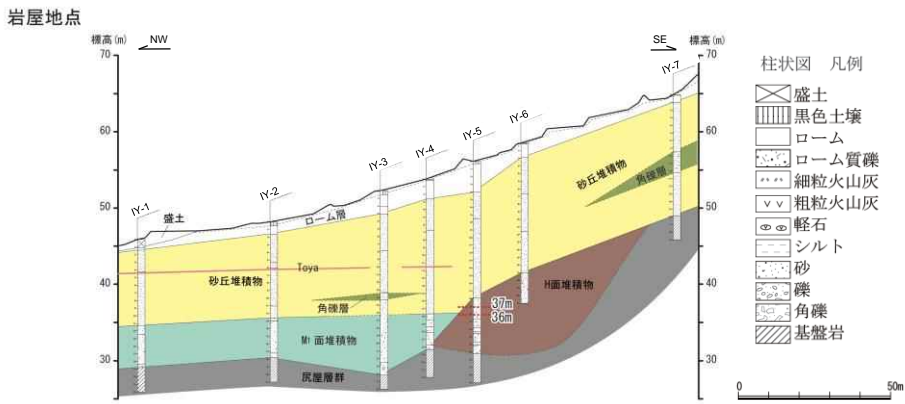 岩屋地点
標高(m)
NW
SE
標高(m)
70
60
50
40
30
70
60
50
40
30
IY-1
IY-2
IY-3
IY-4
IY-5
IY-6
IY-7
盛土
ローム層
砂丘堆積物
角礫層
Toya
砂丘堆積物
角礫層
H面堆積物
37m
36m
M₁面堆積物
尻屋層群
柱状図 凡例
盛土
黒色土壌
ローム
ローム質礫
細粒火山灰
粗粒火山灰
軽石
シルト
砂
礫
角礫
基盤岩
0
50m